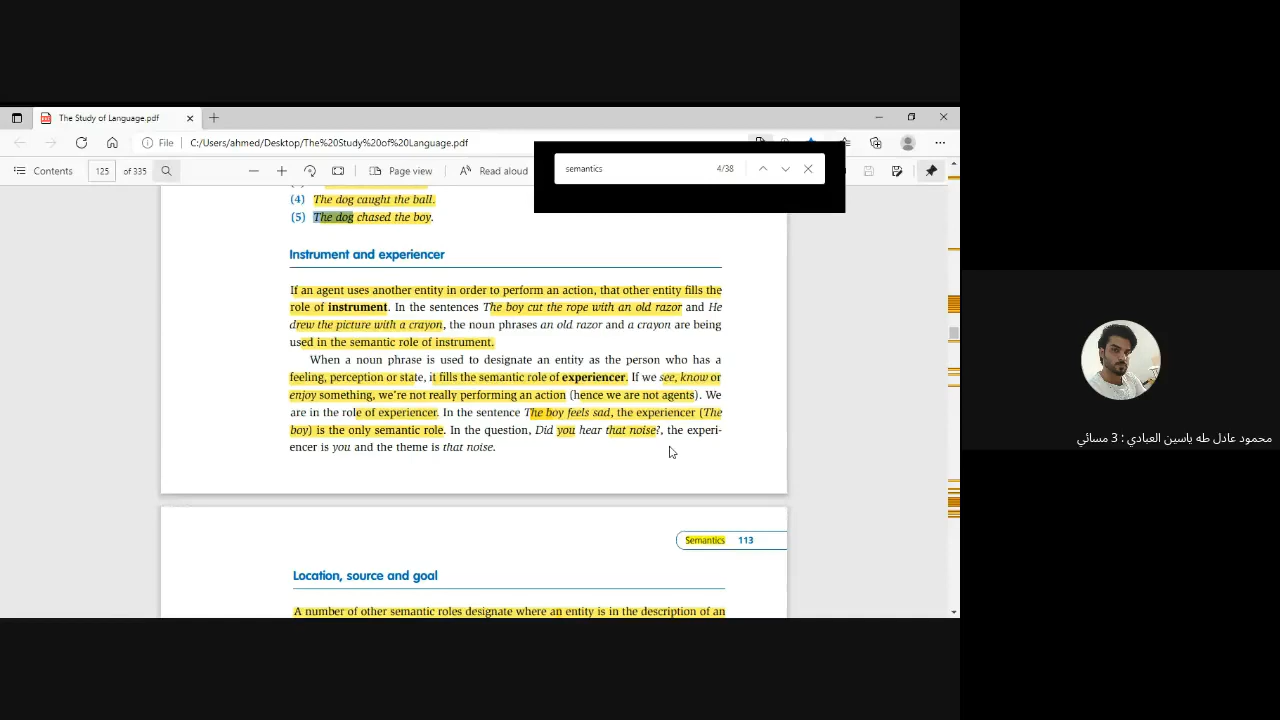 The Study of Language.pdf
File
C:/Users/ahmed/Desktop/The%20Study%20of%20Language.pdf
Contents
125
of 335
Page view
Read aloud
semantics
4/38
(4) The dog caught the ball.
(5) The dog chased the boy.
Instrument and experiencer
If an agent uses another entity in order to perform an action, that other entity fills the
role of instrument. In the sentences The boy cut the rope with an old razor and He
drew the picture with a crayon, the noun phrases an old razor and a crayon are being
used in the semantic role of instrument.
When a noun phrase is used to designate an entity as the person who has a
feeling, perception or state, it fills the semantic role of experiencer. If we see, know or
enjoy something, we're not really performing an action (hence we are not agents). We
are in the role of experiencer. In the sentence The boy feels sad, the experiencer (The
boy) is the only semantic role. In the question, Did you hear that noise?, the experi-
encer is you and the theme is that noise.
Semantics 113
Location, source and goal
A number of other semantic roles designate where an entity is in the description of an
محمود عادل طه ياسين العبادي : 3 مسائي